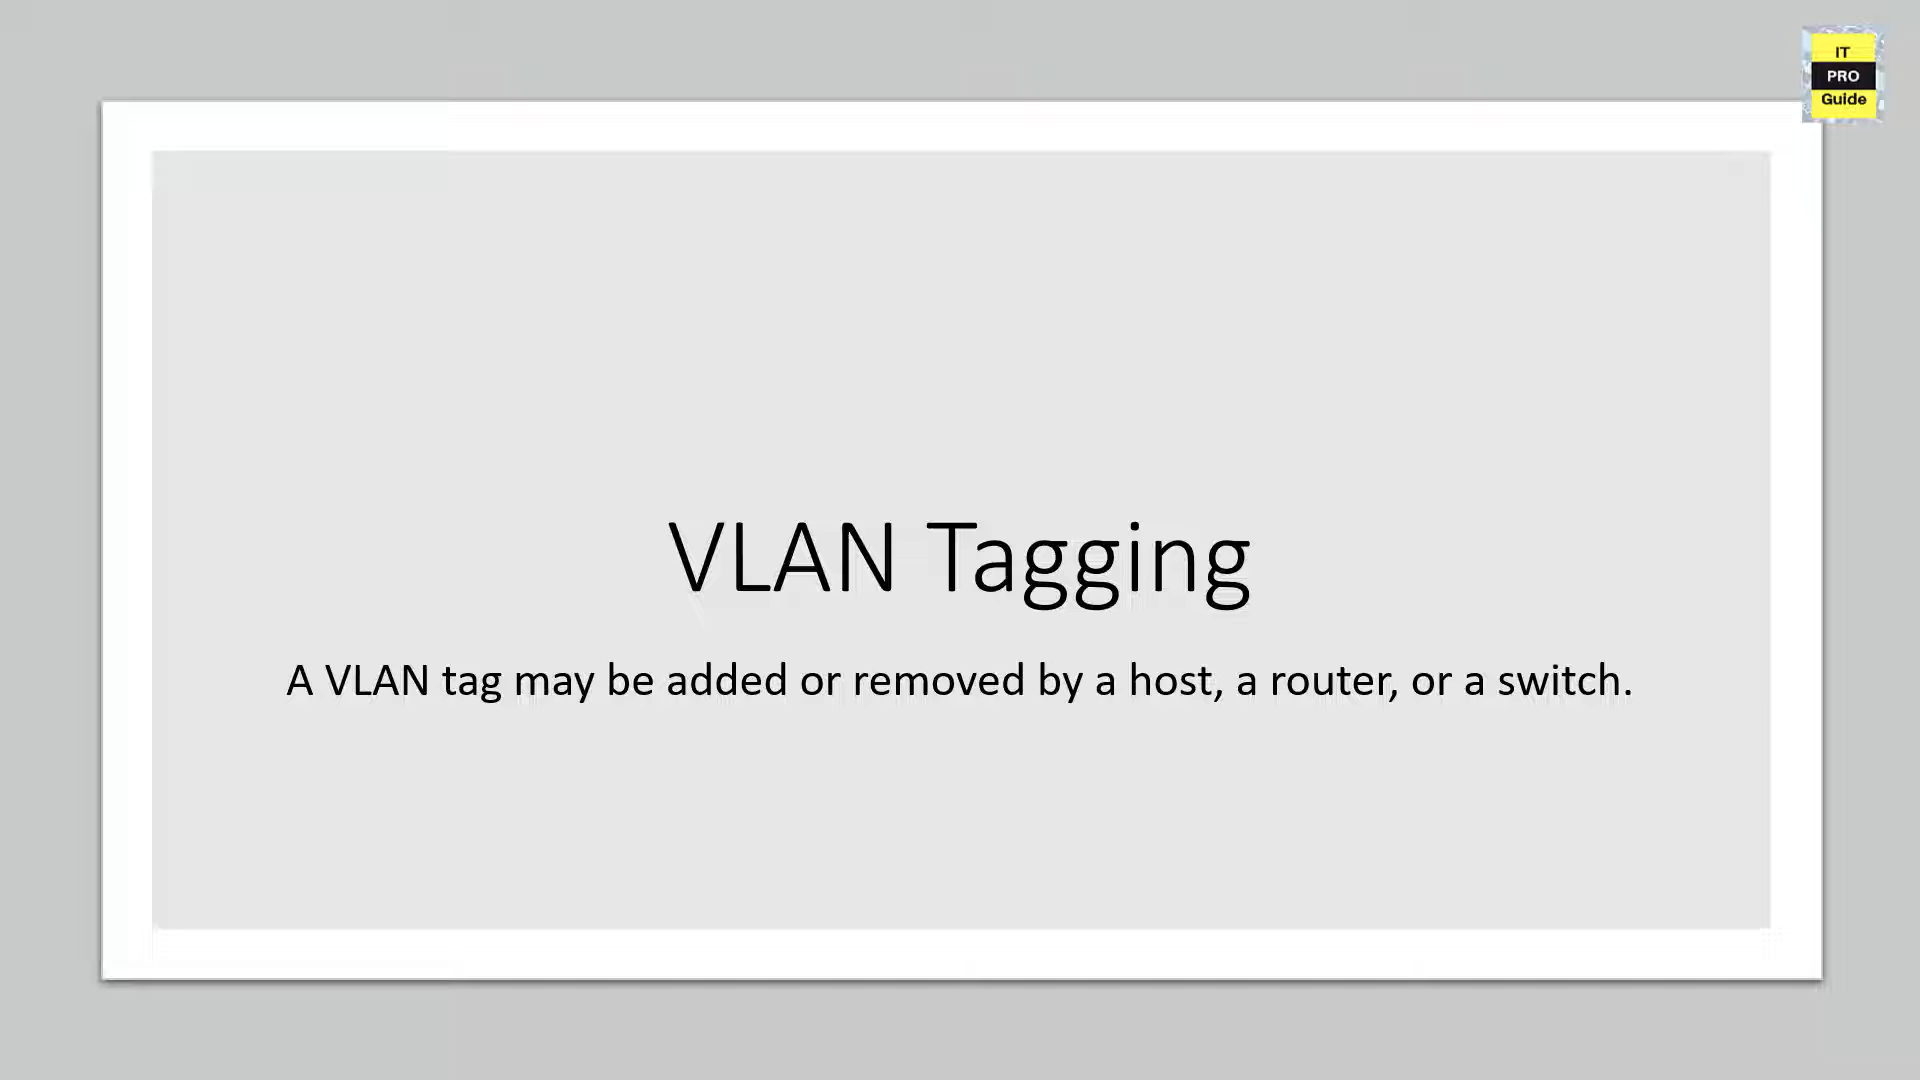 IT
PRO
Guide
VLAN Tagging
A VLAN tag may be added or removed by a host, a router, or a switch.